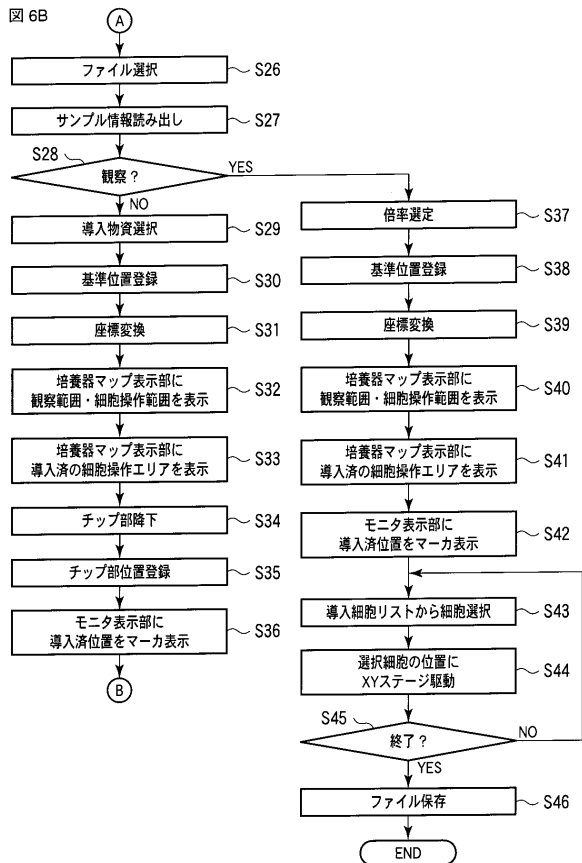 図 6B
A
ファイル選択
S26
サンプル情報読み出し
S27
S28
観察？
YES
NO
導入物資選択
S29
基準位置登録
S30
座標変換
S31
培養器マップ表示部に
観察範囲・細胞操作範囲を表示
S32
培養器マップ表示部に
導入済の細胞操作エリアを表示
S33
チップ部降下
S34
チップ部位置登録
S35
モニタ表示部に
導入済位置をマーカ表示
S36
B
倍率選定
S37
基準位置登録
S38
座標変換
S39
培養器マップ表示部に
観察範囲・細胞操作範囲を表示
S40
培養器マップ表示部に
導入済の細胞操作エリアを表示
S41
モニタ表示部に
導入済位置をマーカ表示
S42
導入細胞リストから細胞選択
S43
選択細胞の位置に
XYステージ駆動
S44
S45
終了？
NO
YES
ファイル保存
S46
END